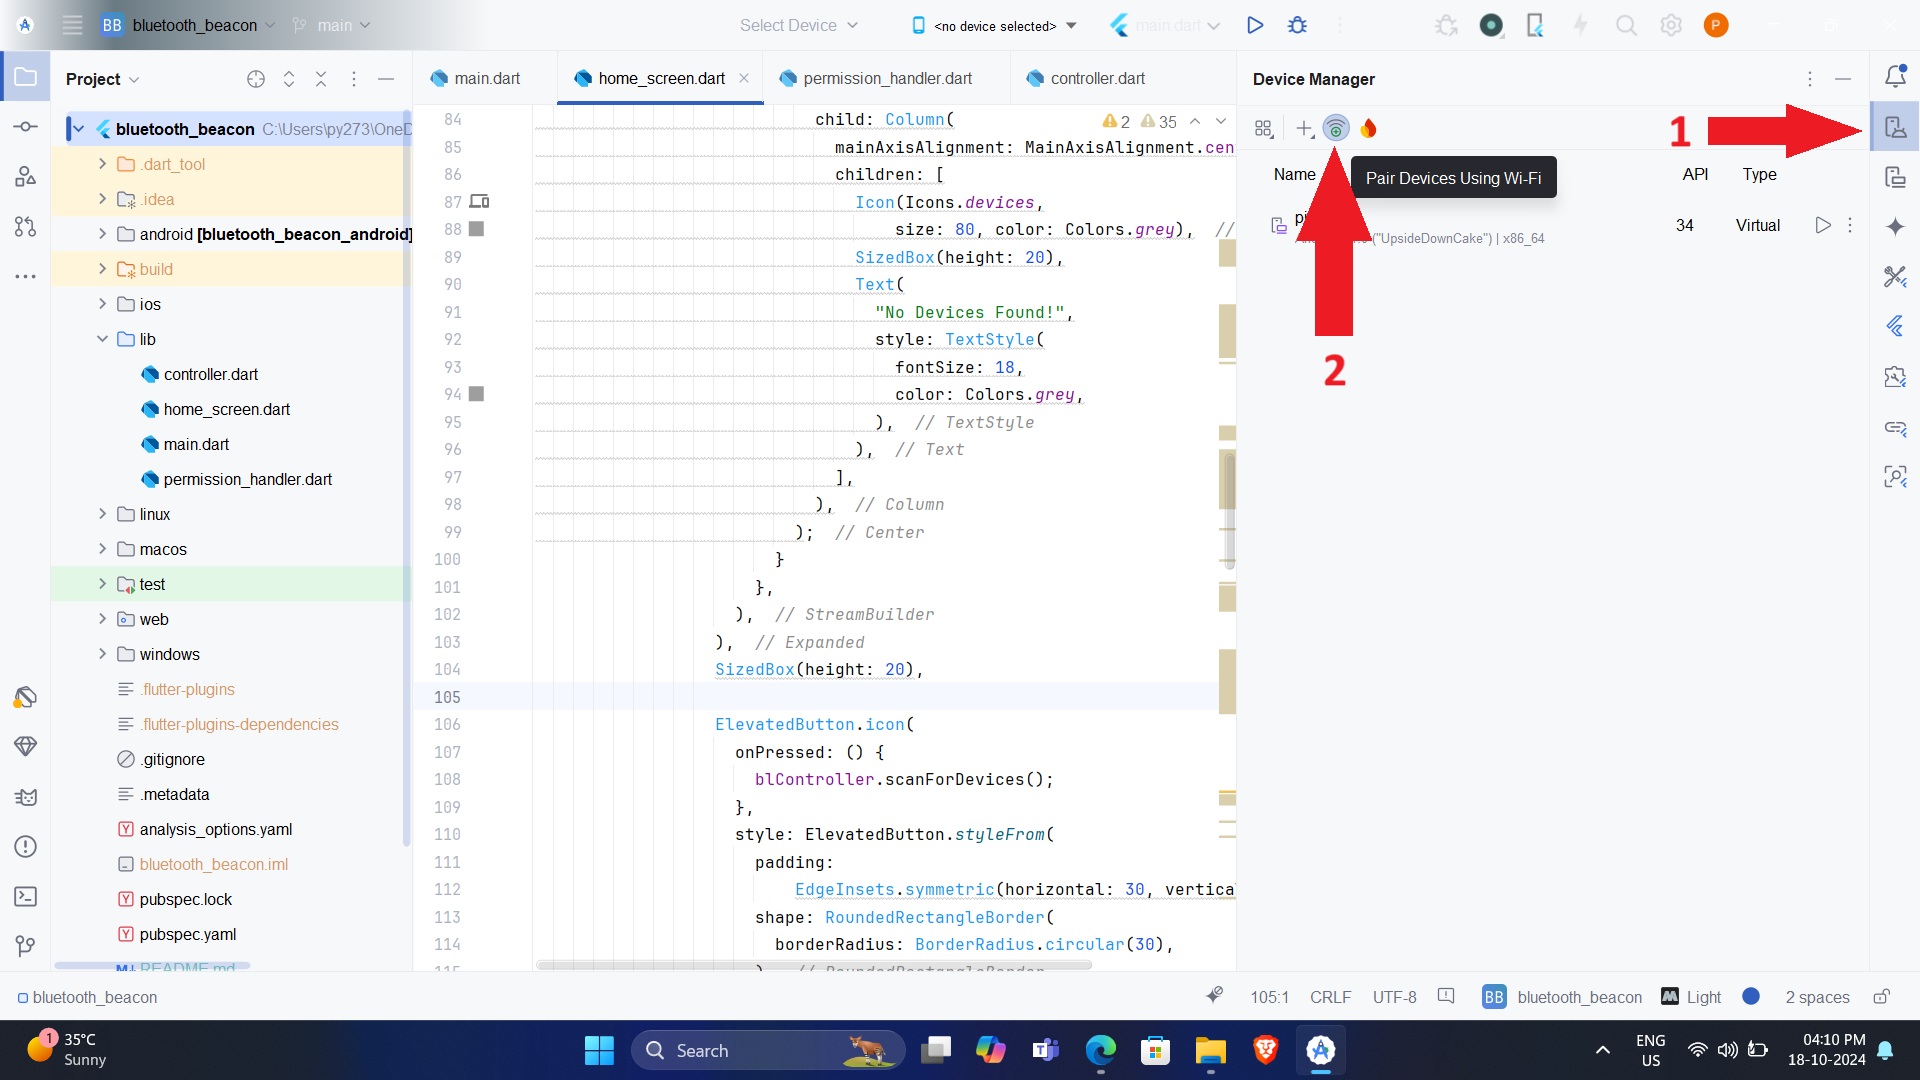 BB bluetooth_beacon main Select Device <no device selected> main.dart P
Project
main.dart home_screen.dart permission_handler.dart controller.dart
Device Manager
bluetooth_beacon C:\Users\py273\OneD
.dart_tool
.idea
android [bluetooth_beacon_android]
build
ios
lib
controller.dart
home_screen.dart
main.dart
permission_handler.dart
linux
macos
test
web
windows
.flutter-plugins
.flutter-plugins-dependencies
.gitignore
.metadata
analysis_options.yaml
bluetooth_beacon.iml
pubspec.lock
pubspec.yaml
README.md
2 35
84 child: Column(
85 mainAxisAlignment: MainAxisAlignment.cen
86 children: [
87 Icon(Icons.devices,
88 size: 80, color: Colors.grey), //
89 SizedBox(height: 20),
90 Text(
91 "No Devices Found!",
92 style: TextStyle(
93 fontSize: 18,
94 color: Colors.grey,
95 ), // TextStyle
96 ), // Text
97 ],
98 ), // Column
99 ); // Center
100 }
101 },
102 ), // StreamBuilder
103 ), // Expanded
104 SizedBox(height: 20),
105
106 ElevatedButton.icon(
107 onPressed: () {
108 blController.scanForDevices();
109 },
110 style: ElevatedButton.styleFrom(
111 padding:
112 EdgeInsets.symmetric(horizontal: 30, vertica
113 shape: RoundedRectangleBorder(
114 borderRadius: BorderRadius.circular(30),
115 ), // RoundedRectangleBorder
1
Name API Type
Pair Devices Using Wi-Fi
34 Virtual
("UpsideDownCake") | x86_64
2
bluetooth_beacon 105:1 CRLF UTF-8 BB bluetooth_beacon Light 2 spaces
1 35°C
Sunny
Search
ENG
US
04:10 PM
18-10-2024